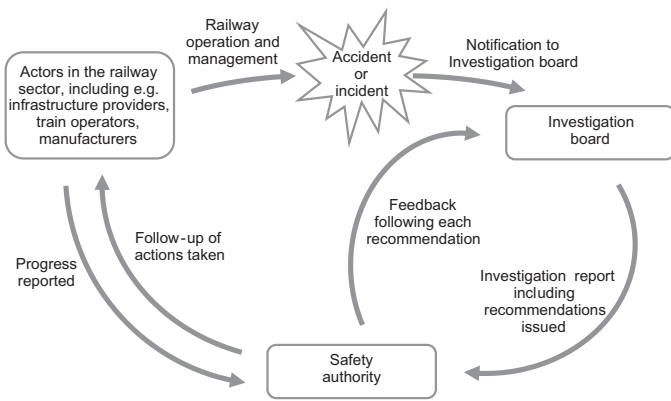 Railway
operation and
management
Accident
or
incident
Notification to
Investigation board
Actors in the railway
sector, including e.g.
infrastructure providers,
train operators,
manufacturers
Investigation
board
Feedback
following each
recommendation
Follow-up of
actions taken
Progress
reported
Investigation report
including
recommendations
issued
Safety
authority